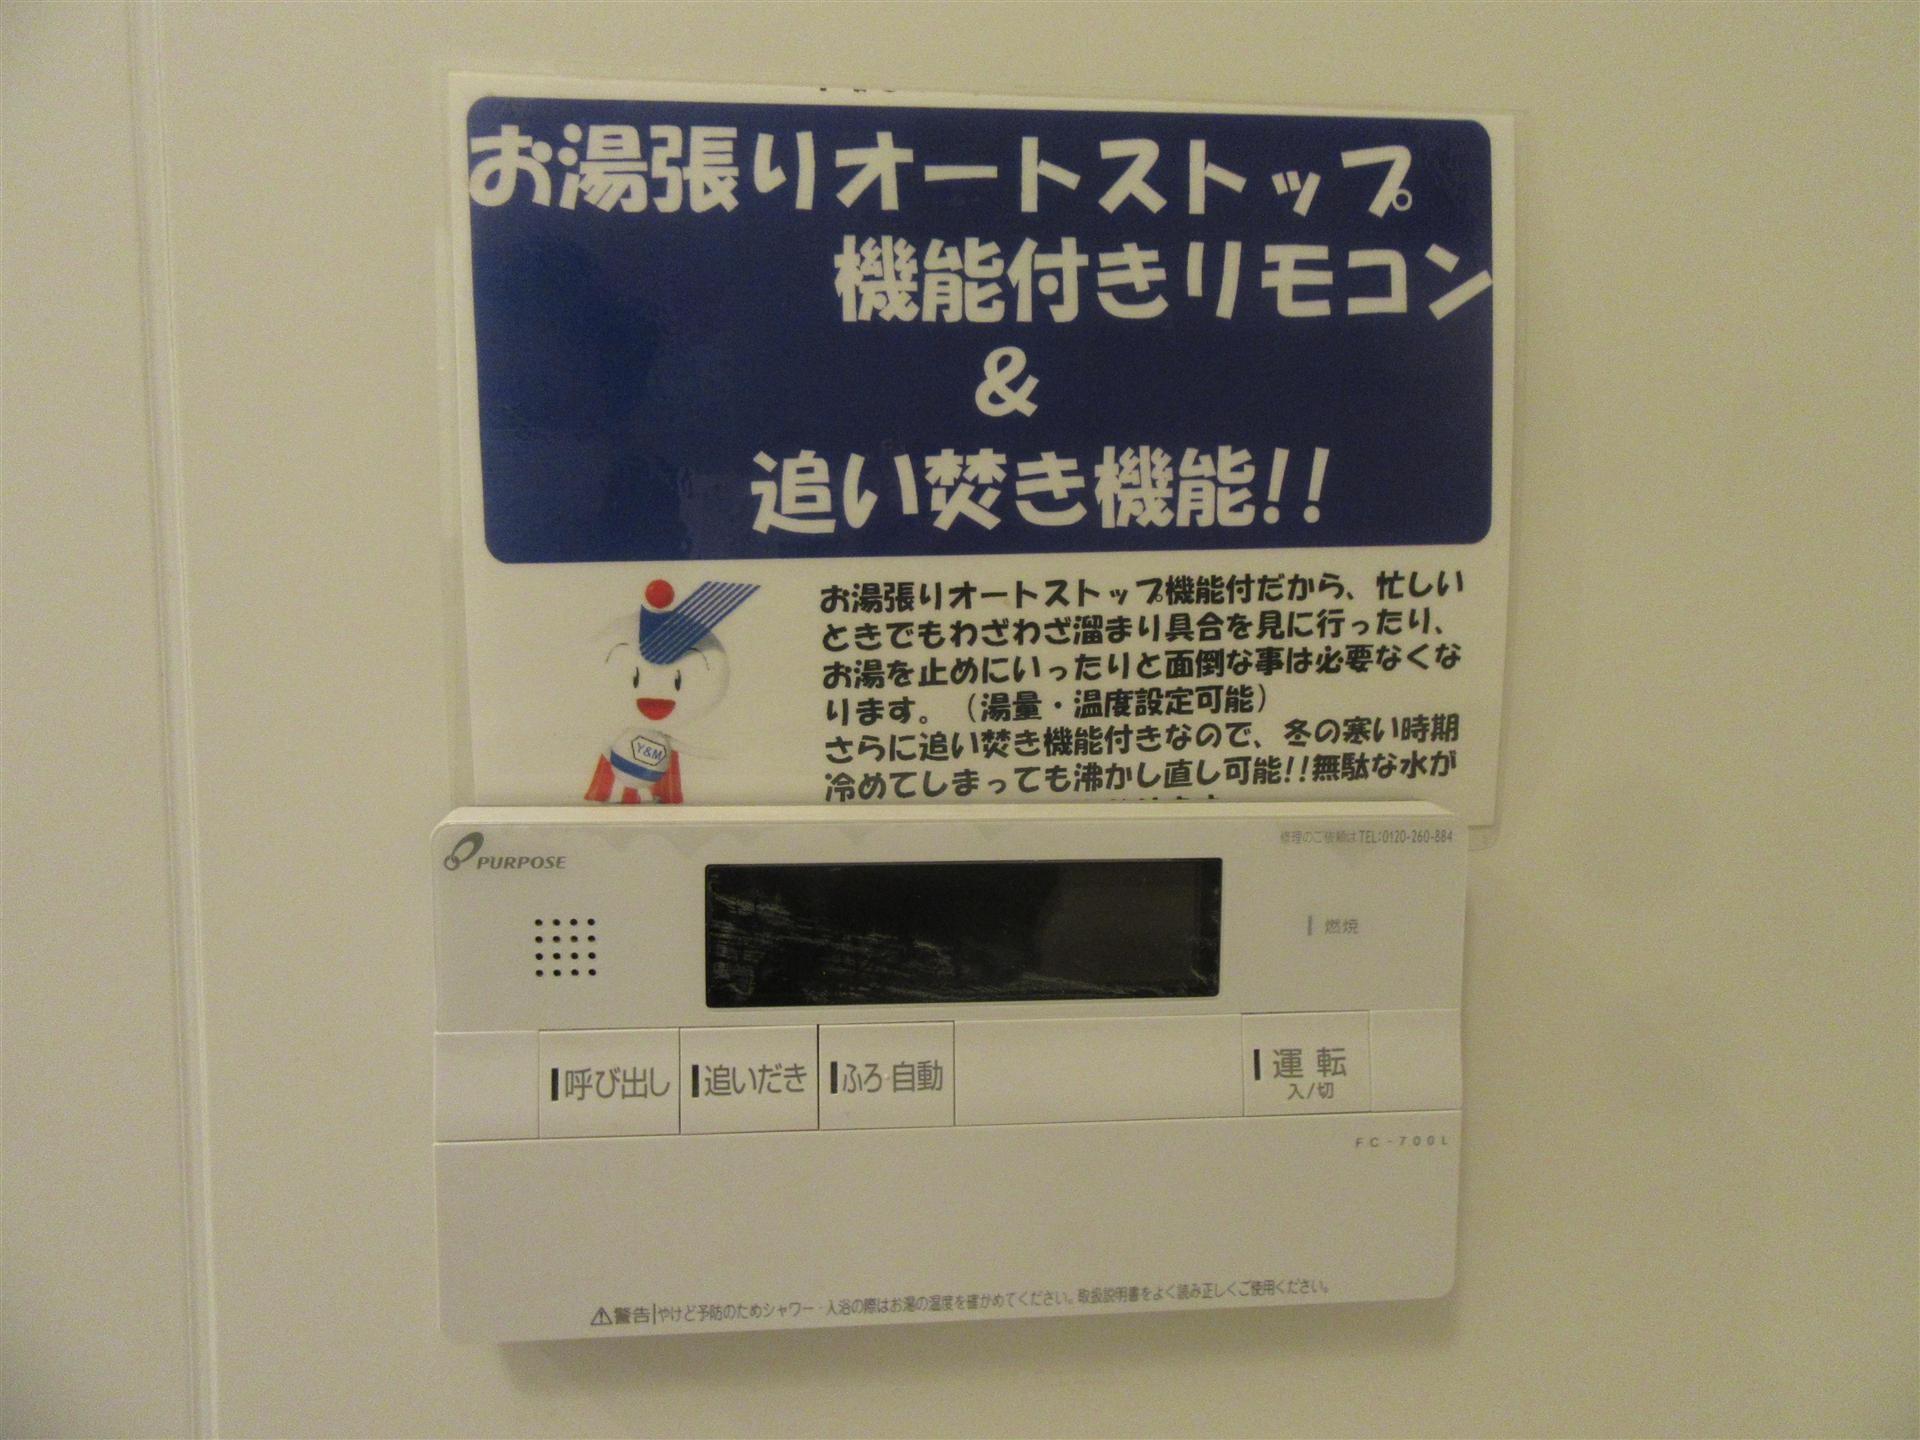 お湯張りオートストップ
機能付きリモコン
&
追い焚き機能!!
お湯張りオートストップ機能付だから、忙しい
ときでもわざわざ溜まり具合を見に行ったり、
お湯を止めにいったりと面倒な事は必要なくな
ります。（湯量・温度設定可能）
さらに追い焚き機能付きなので、冬の寒い時期
冷めてしまっても沸かし直し可能!!無駄な水が
Y&M
PURPOSE
修理のご依頼はTEL:0120-260-884
燃焼
呼び出し
追いだき
ふろ自動
運転
入/切
FC-700L
警告 やけど予防のためシャワー・入浴の際はお湯の温度を確かめてください。取扱説明書をよく読み正しくご使用ください。